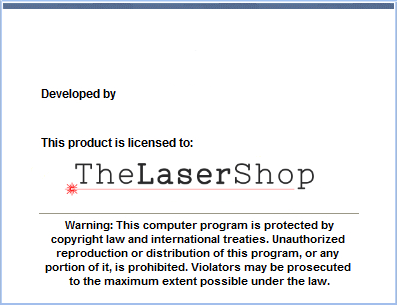 Developed by
This product is licensed to:
TheLaserShop
Warning: This computer program is protected by
copyright law and international treaties. Unauthorized
reproduction or distribution of this program, or any
portion of it, is prohibited. Violators may be prosecuted
to the maximum extent possible under the law.